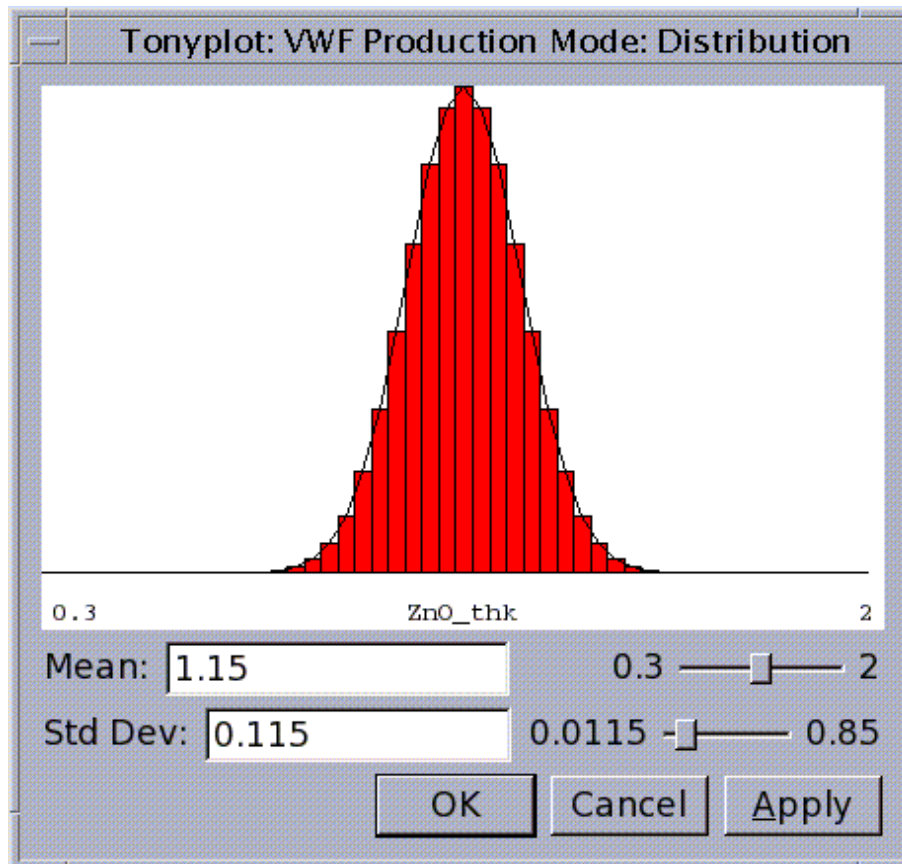 Tonyplot: VWF Production Mode: Distribution
0.3 ZnO_thk 2
Mean: 1.15 0.3 2
Std Dev: 0.115 0.0115 0.85
OK Cancel Apply